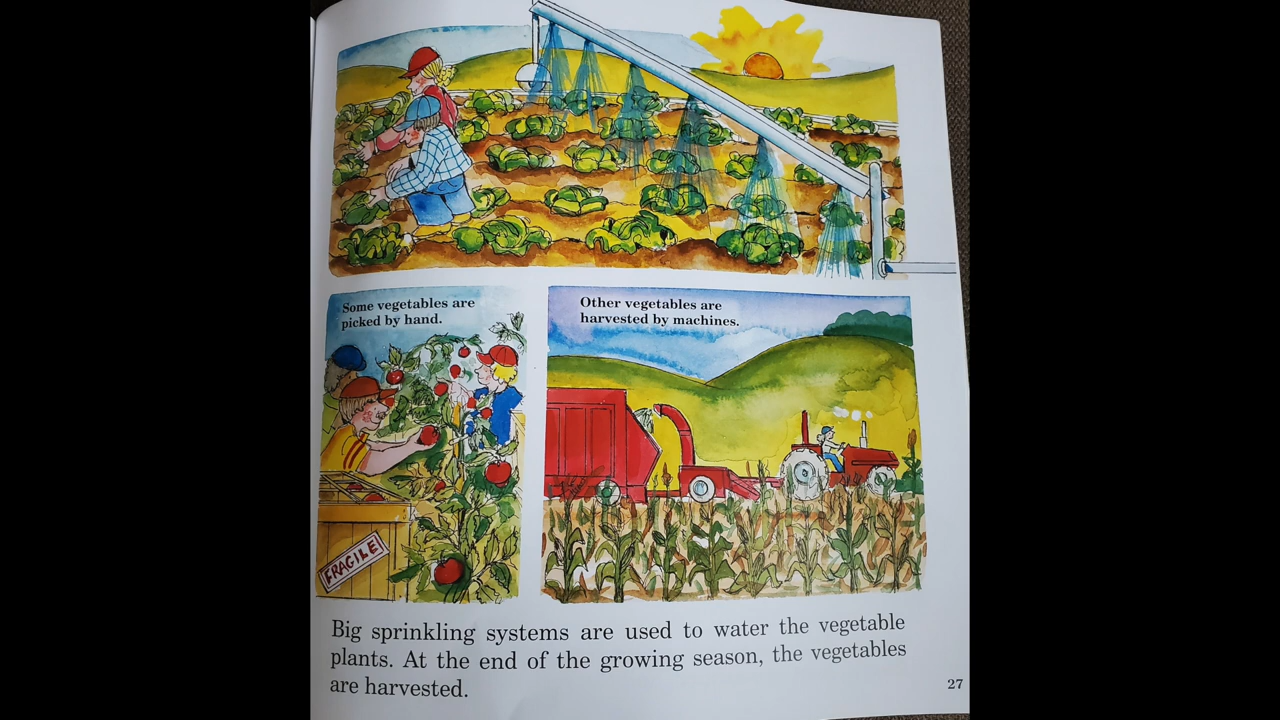 Some vegetables are
picked by hand.
Other vegetables are
harvested by machines.
FRAGILE
Big sprinkling systems are used to water the vegetable
plants. At the end of the growing season, the vegetables
are harvested.
27